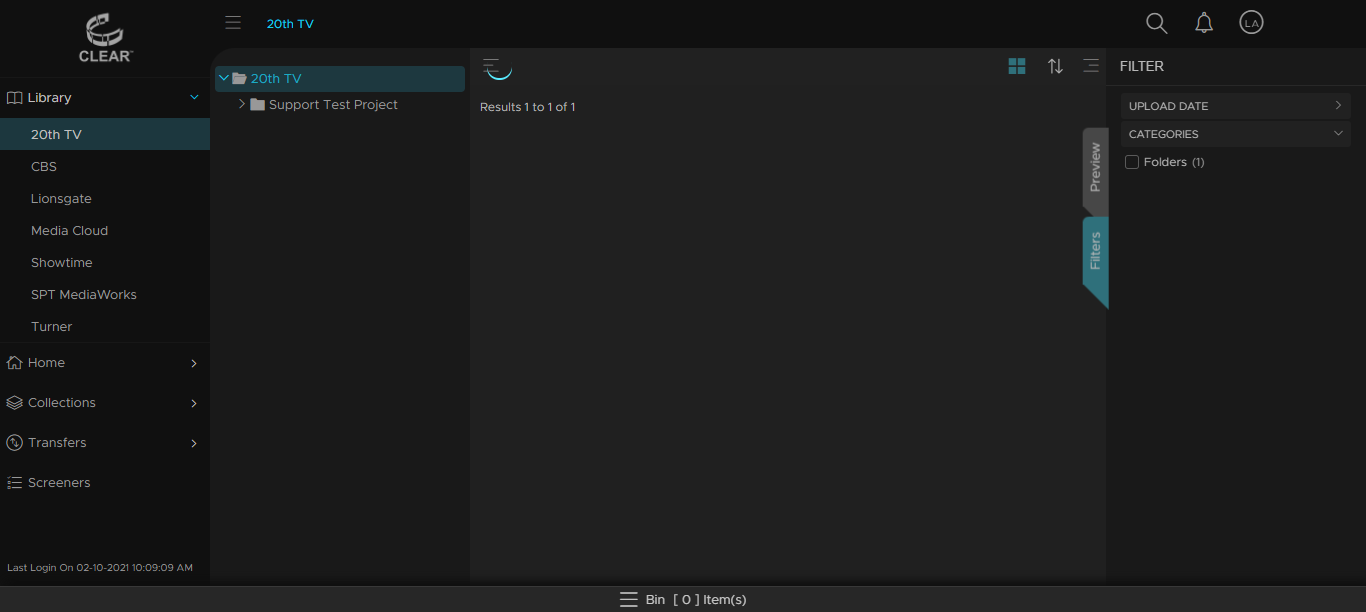 CLEAR™
20th TV
LA
Library
20th TV
CBS
Lionsgate
Media Cloud
Showtime
SPT MediaWorks
Turner
Home
Collections
Transfers
Screeners
Last Login On 02-10-2021 10:09:09 AM
20th TV
Support Test Project
Results 1 to 1 of 1
Preview
Filters
FILTER
UPLOAD DATE
CATEGORIES
Folders (1)
Bin [ 0 ] Item(s)